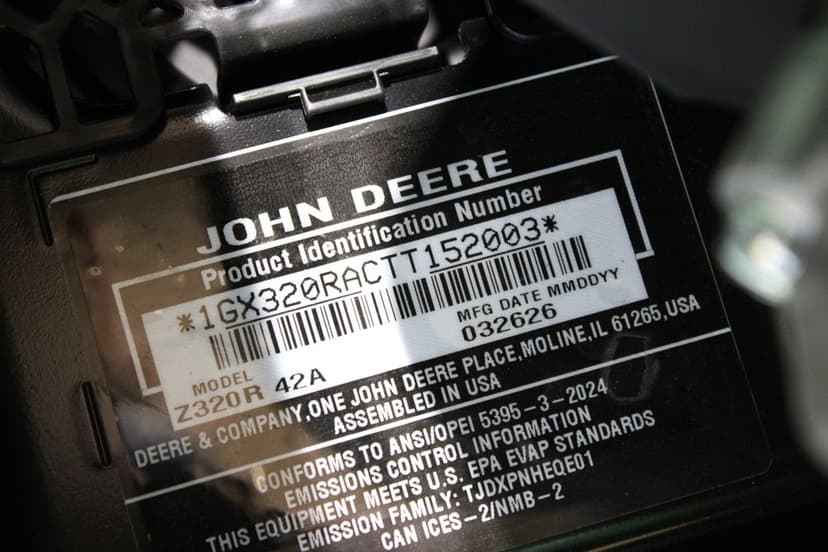 JOHN DEERE
Product Identification Number
*1GX320RACTT152003*
MFG DATE MMDDYY
032626
MODEL
Z320R 42A
DEERE & COMPANY, ONE JOHN DEERE PLACE, MOLINE, IL 61265, USA
ASSEMBLED IN USA
CONFORMS TO ANSI/OPEI 5395-3-2024
EMISSIONS CONTROL INFORMATION
THIS EQUIPMENT MEETS U.S. EPA EVAP STANDARDS
EMISSION FAMILY: TJDXPNHEQE01
CAN ICES-2/NMB-2